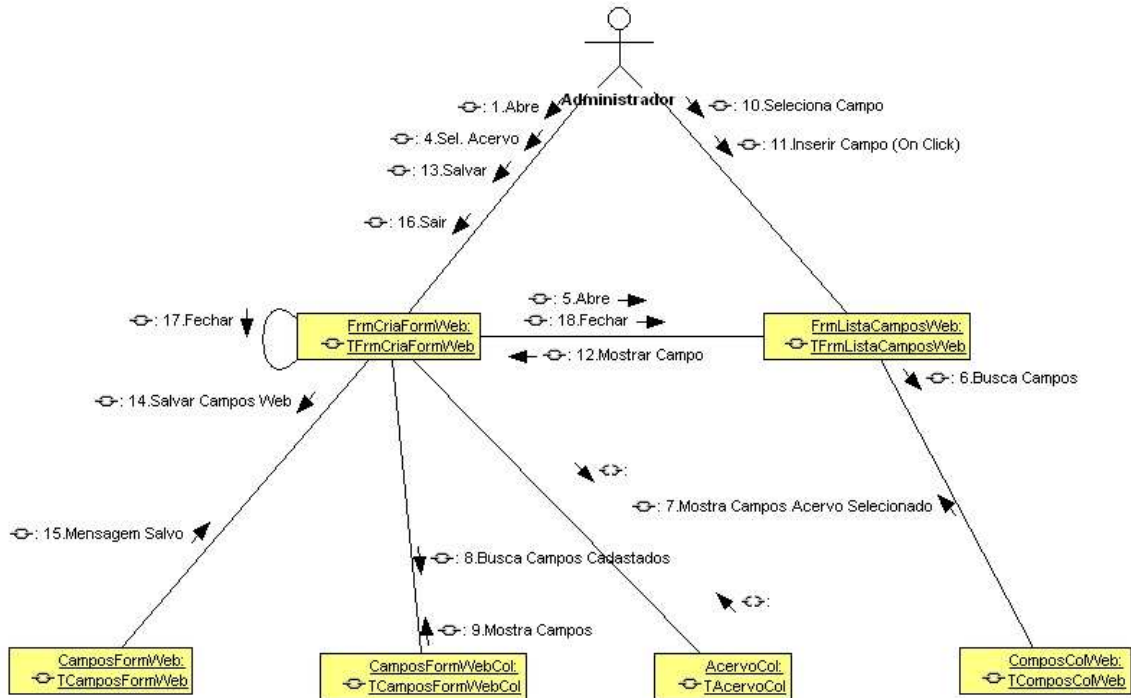 Administrador
: 1.Abre
: 10.Seleciona Campo
: 4.Sel. Acervo
: 11.Inserir Campo (On Click)
: 13.Salvar
: 16.Sair
: 5.Abre
: 17.Fechar
: 18.Fechar
FrmCriaFormWeb:
TFrmCriaFormWeb
FrmListaCamposWeb:
TFrmListaCamposWeb
: 12.Mostrar Campo
: 6.Busca Campos
: 14.Salvar Campos Web
:
: 7.Mostra Campos Acervo Selecionado
: 15.Mensagem Salvo
: 8.Busca Campos Cadastados
:
: 9.Mostra Campos
CamposFormWeb:
TCamposFormWeb
CamposFormWebCol:
TCamposFormWebCol
AcervoCol:
TAcervoCol
ComposColWeb:
TComposColWeb